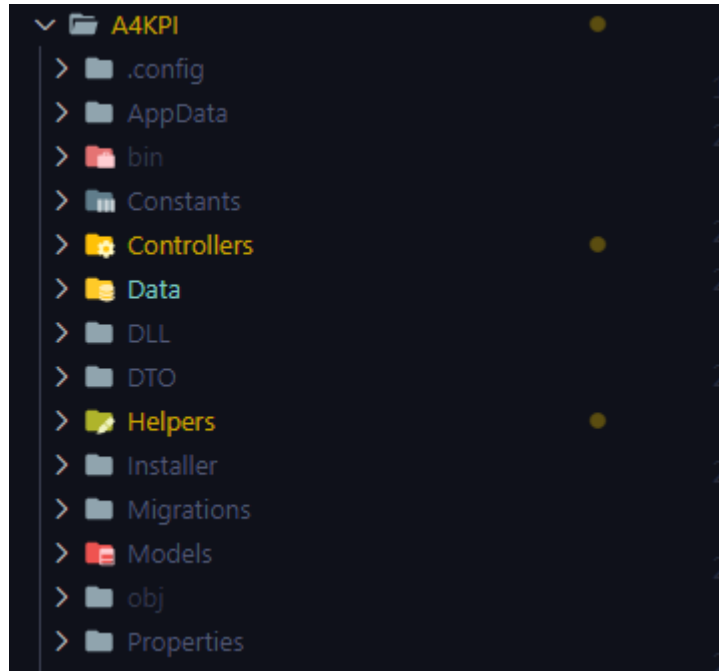 A4KPI
.config
AppData
bin
Constants
Controllers
Data
DLL
DTO
Helpers
Installer
Migrations
Models
obj
Properties